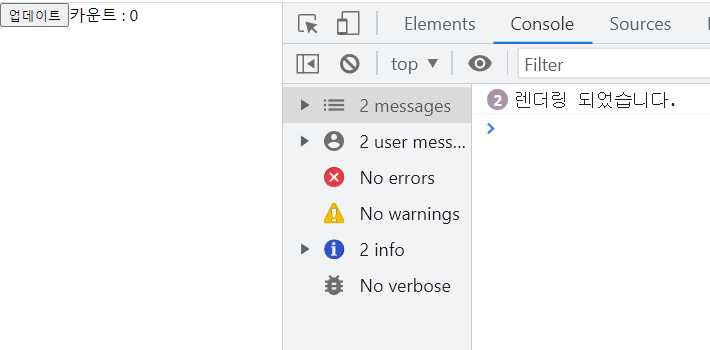 업데이트 카운트 : 0
Elements Console Sources
top ▼ Filter
2 messages
2 user mess...
No errors
No warnings
2 info
No verbose
2 렌더링 되었습니다.